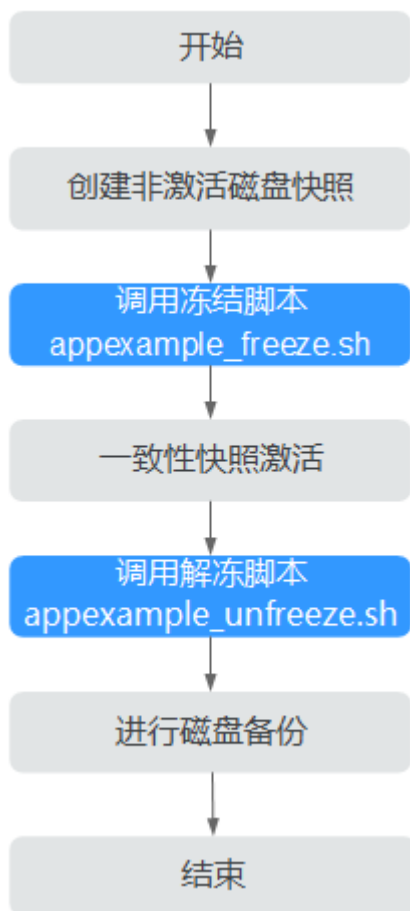 开始
创建非激活磁盘快照
调用冻结脚本
appexample_freeze.sh
一致性快照激活
调用解冻脚本
appexample_unfreeze.sh
进行磁盘备份
结束